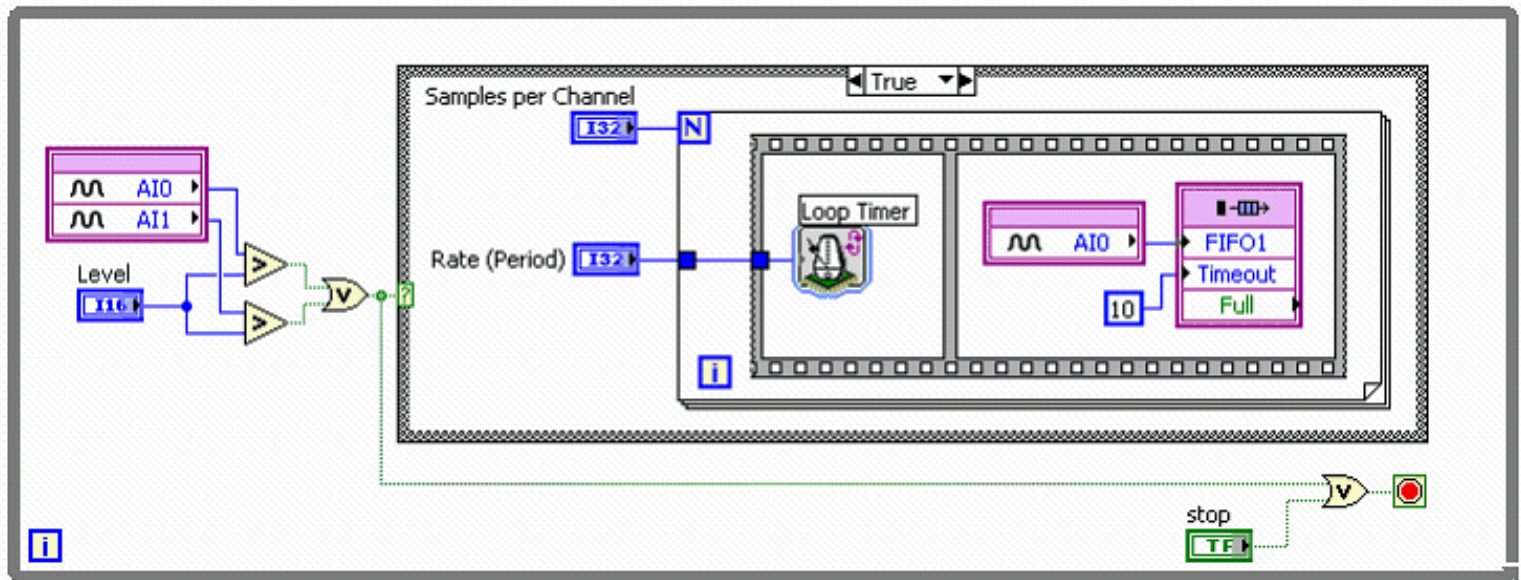 True
Samples per Channel
I32
N
AI0
AI1
Loop Timer
AI0
FIFO1
Rate (Period)
I32
Level
I16
?
10
Timeout
Full
i
stop
TF
i